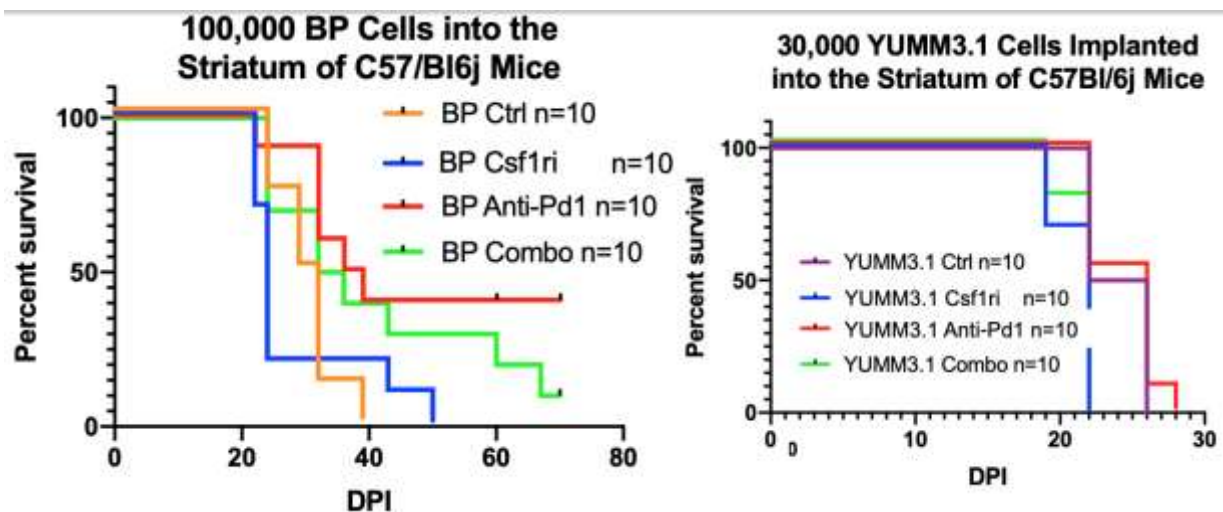 100,000 BP Cells into the
Striatum of C57/Bl6j Mice
BP Ctrl n=10
BP Csf1ri n=10
BP Anti-Pd1 n=10
BP Combo n=10
Percent survival
100
50
0
0 20 40 60 80
DPI
30,000 YUMM3.1 Cells Implanted
into the Striatum of C57Bl/6j Mice
YUMM3.1 Ctrl n=10
YUMM3.1 Csf1ri n=10
YUMM3.1 Anti-Pd1 n=10
YUMM3.1 Combo n=10
Percent survival
100
50
0
0 10 20 30
DPI